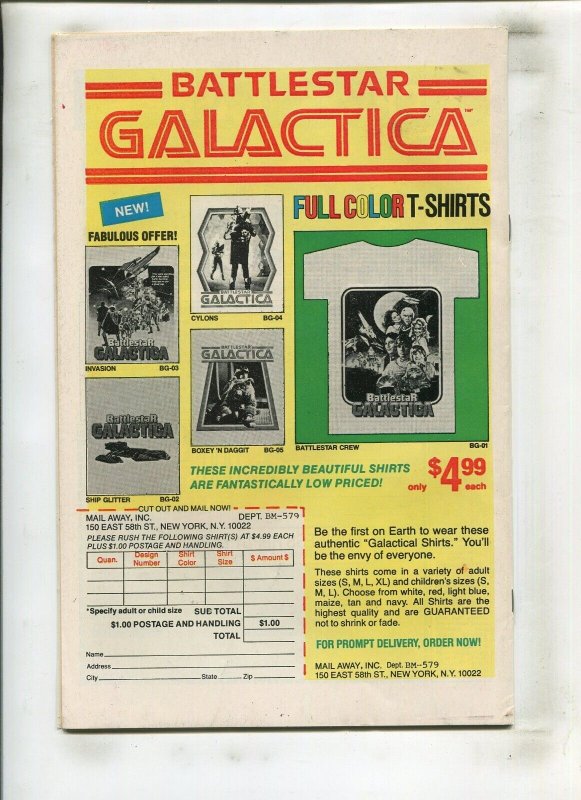 BATTLESTAR
GALACTICA™
NEW!
FABULOUS OFFER!
FULL COLOR T-SHIRTS
BATTLESTAR
GALACTICA
CYLONS BG-04
BattlestaR
GALACTICA
INVASION BG-03
BATTLESTAR
GALACTICA
BOXEY 'N DAGGIT BG-05
BattlestaR
GALACTICA
SHIP GLITTER BG-02
BattlestaR
GALACTICA
BATTLESTAR CREW BG-01
THESE INCREDIBLY BEAUTIFUL SHIRTS
ARE FANTASTICALLY LOW PRICED!
only $4.99 each
CUT OUT AND MAIL NOW!
MAIL AWAY, INC. DEPT. BM-579
150 EAST 58th ST., NEW YORK, N.Y. 10022
PLEASE RUSH THE FOLLOWING SHIRT(S) AT $4.99 EACH
PLUS $1.00 POSTAGE AND HANDLING.
Quan. Design Number Shirt Color Shirt Size $ Amount $
*Specify adult or child size SUE TOTAL
$1.00 POSTAGE AND HANDLING $1.00
TOTAL
Name
Address
City State Zip
Be the first on Earth to wear these
authentic "Galactical Shirts." You'll
be the envy of everyone.
These shirts come in a variety of adult
sizes (S, M, L, XL) and children's sizes (S,
M, L). Choose from white, red, light blue,
maize, tan and navy. All Shirts are the
highest quality and are GUARANTEED
not to shrink or fade.
FOR PROMPT DELIVERY, ORDER NOW!
MAIL AWAY, INC. Dept. BM-579
150 EAST 58th ST., NEW YORK, N.Y. 10022